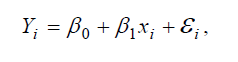 Yᵢ = β₀ + β₁xᵢ + εᵢ,